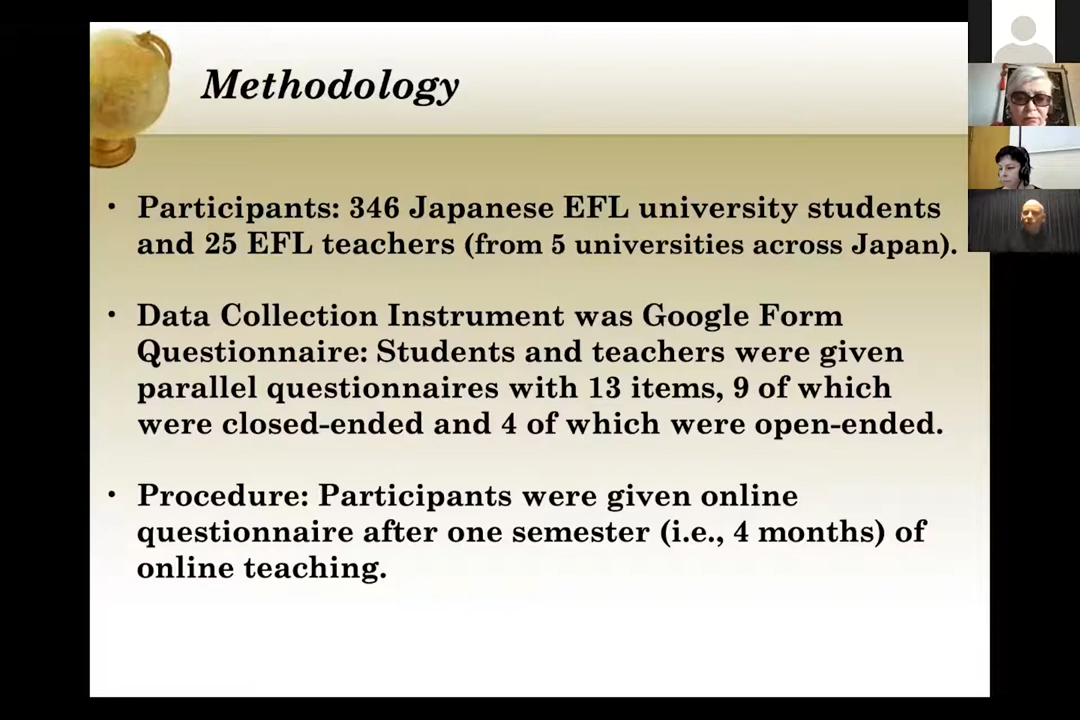 Methodology
• Participants: 346 Japanese EFL university students
and 25 EFL teachers (from 5 universities across Japan).
• Data Collection Instrument was Google Form
Questionnaire: Students and teachers were given
parallel questionnaires with 13 items, 9 of which
were closed-ended and 4 of which were open-ended.
• Procedure: Participants were given online
questionnaire after one semester (i.e., 4 months) of
online teaching.